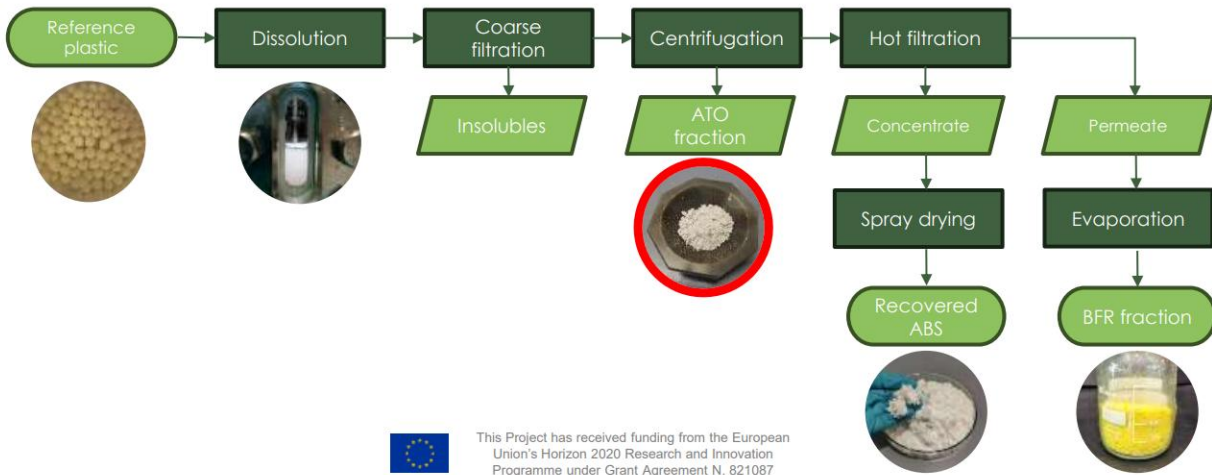 Reference
plastic
Dissolution
Coarse
filtration
Centrifugation
Hot filtration
Insolubles
ATO
fraction
Concentrate
Permeate
Spray drying
Evaporation
Recovered
ABS
BFR fraction
This Project has received funding from the European
Union's Horizon 2020 Research and Innovation
Programme under Grant Agreement N. 821087